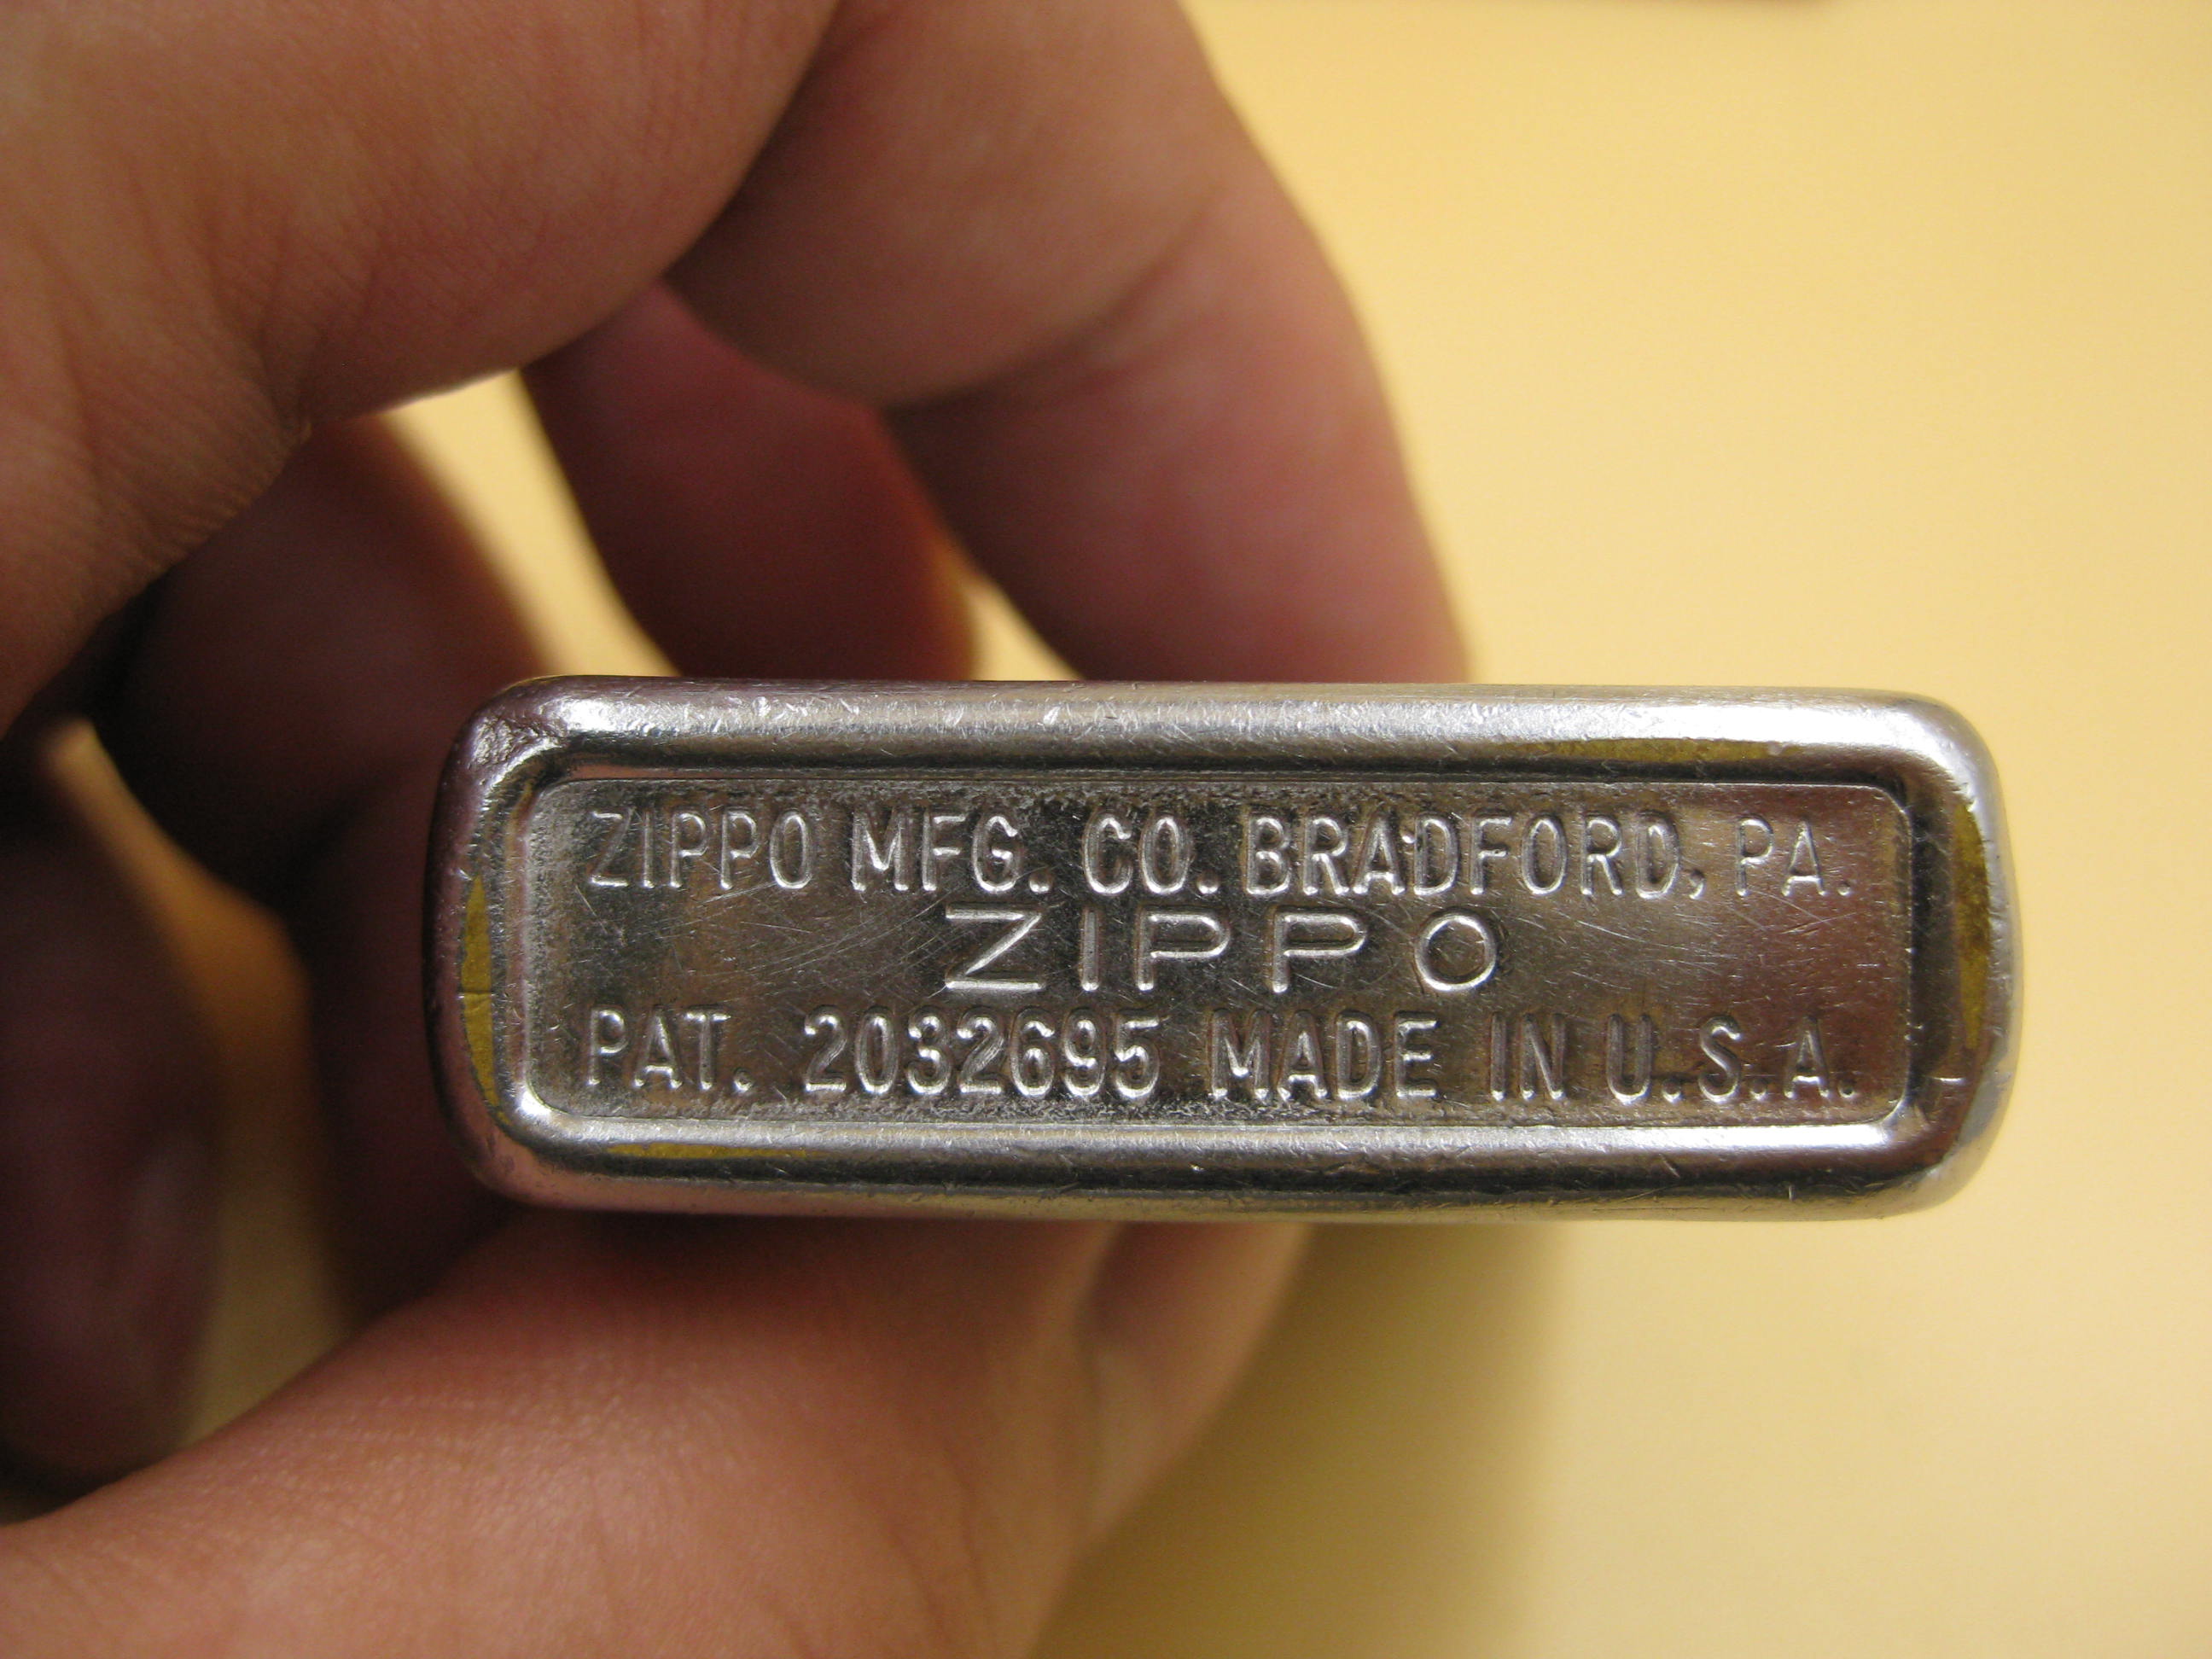 ZIPPO MFG. CO. BRADFORD, PA.
ZIPPO
PAT. 2032695 MADE IN U.S.A.